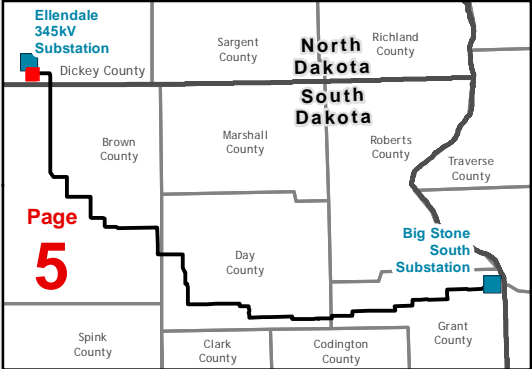 Ellendale
345kV
Substation
Dickey County
Sargent
County
North
Dakota
Richland
County
South
Dakota
Brown
County
Marshall
County
Roberts
County
Traverse
County
Page
5
Day
County
Big Stone
South
Substation
Spink
County
Clark
County
Codington
County
Grant
County